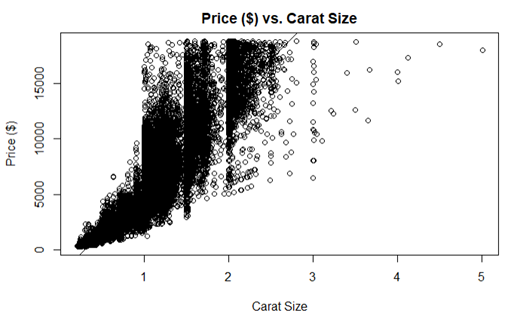 Price ($) vs. Carat Size
Price ($)
15000
10000
5000
0
1 2 3 4 5
Carat Size